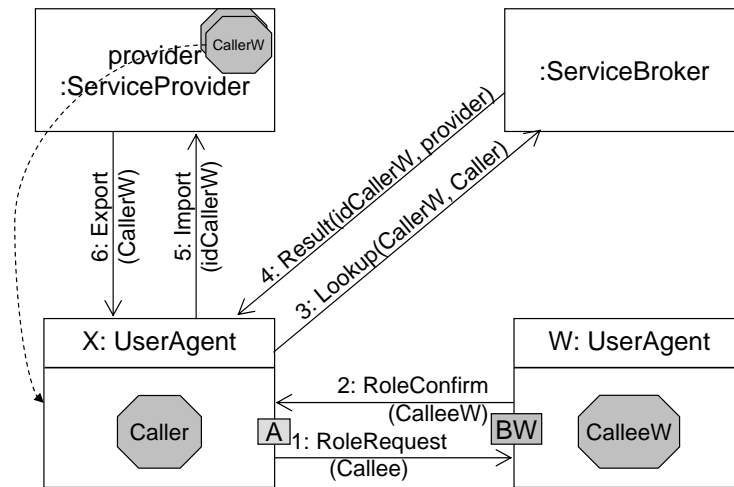 CallerW
provider
:ServiceProvider
:ServiceBroker
6: Export
(CallerW)
5: Import
(idCallerW)
4: Result(idCallerW, provider)
3: Lookup(CallerW, Caller)
X: UserAgent
W: UserAgent
2: RoleConfirm
(CalleeW)
Caller
A
BW
CalleeW
1: RoleRequest
(Callee)